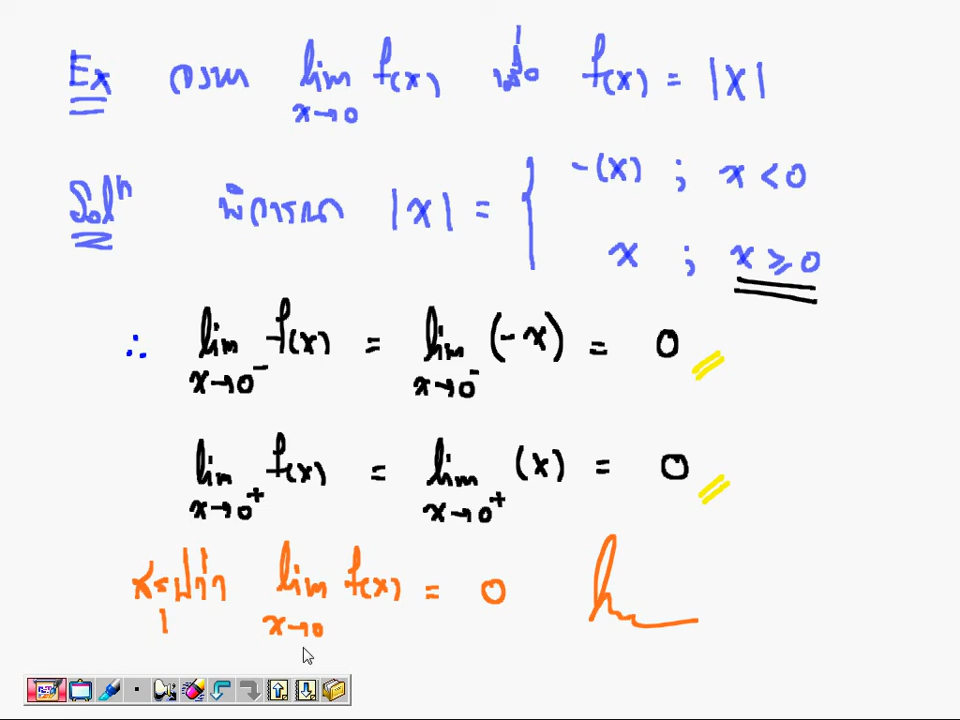 Ex จงหา lim x→0 f(x) เมื่อ f(x) = |x|
Solⁿ พิจารณา |x| = { -(x) ; x < 0
x ; x ≥ 0
∴ lim x→0⁻ f(x) = lim x→0⁻ (-x) = 0
lim x→0⁺ f(x) = lim x→0⁺ (x) = 0
สรุปว่า lim x→0 f(x) = 0